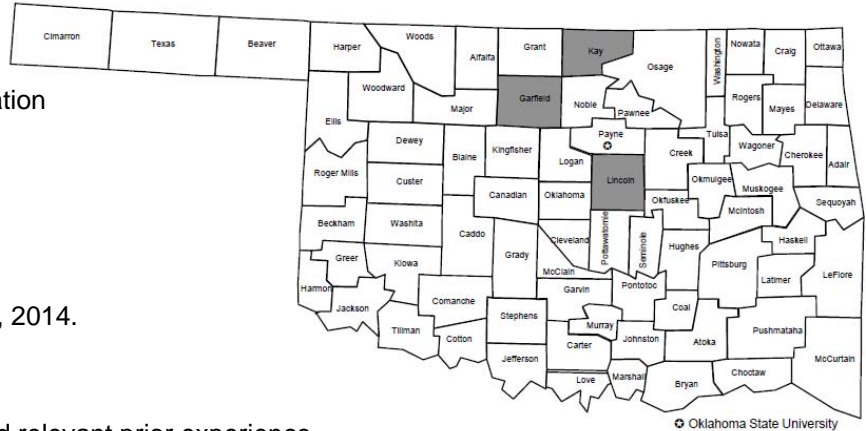 Cimarron
Texas
Beaver
Harper
Woods
Alfalfa
Grant
Kay
Osage
Washington
Nowata
Craig
Ottawa
ation
Woodward
Ellis
Major
Garfield
Noble
Pawnee
Rogers
Mayes
Delaware
Dewey
Blaine
Kingfisher
Logan
Payne
Creek
Tulsa
Wagoner
Cherokee
Adair
Roger Mills
Custer
Canadian
Oklahoma
Lincoln
Okfuskee
Okmulgee
Muskogee
McIntosh
Sequoyah
Beckham
Washita
Caddo
Grady
Cleveland
Pottawatomie
Seminole
Hughes
Pittsburg
Haskell
Latimer
LeFlore
Greer
Kiowa
McClain
Garvin
Pontotoc
Harmon
Jackson
Comanche
Stephens
Murray
Coal
, 2014.
Tillman
Cotton
Jefferson
Carter
Johnston
Atoka
Pushmataha
McCurtain
Love
Marshall
Bryan
Choctaw
Oklahoma State University
d relevant prior experience